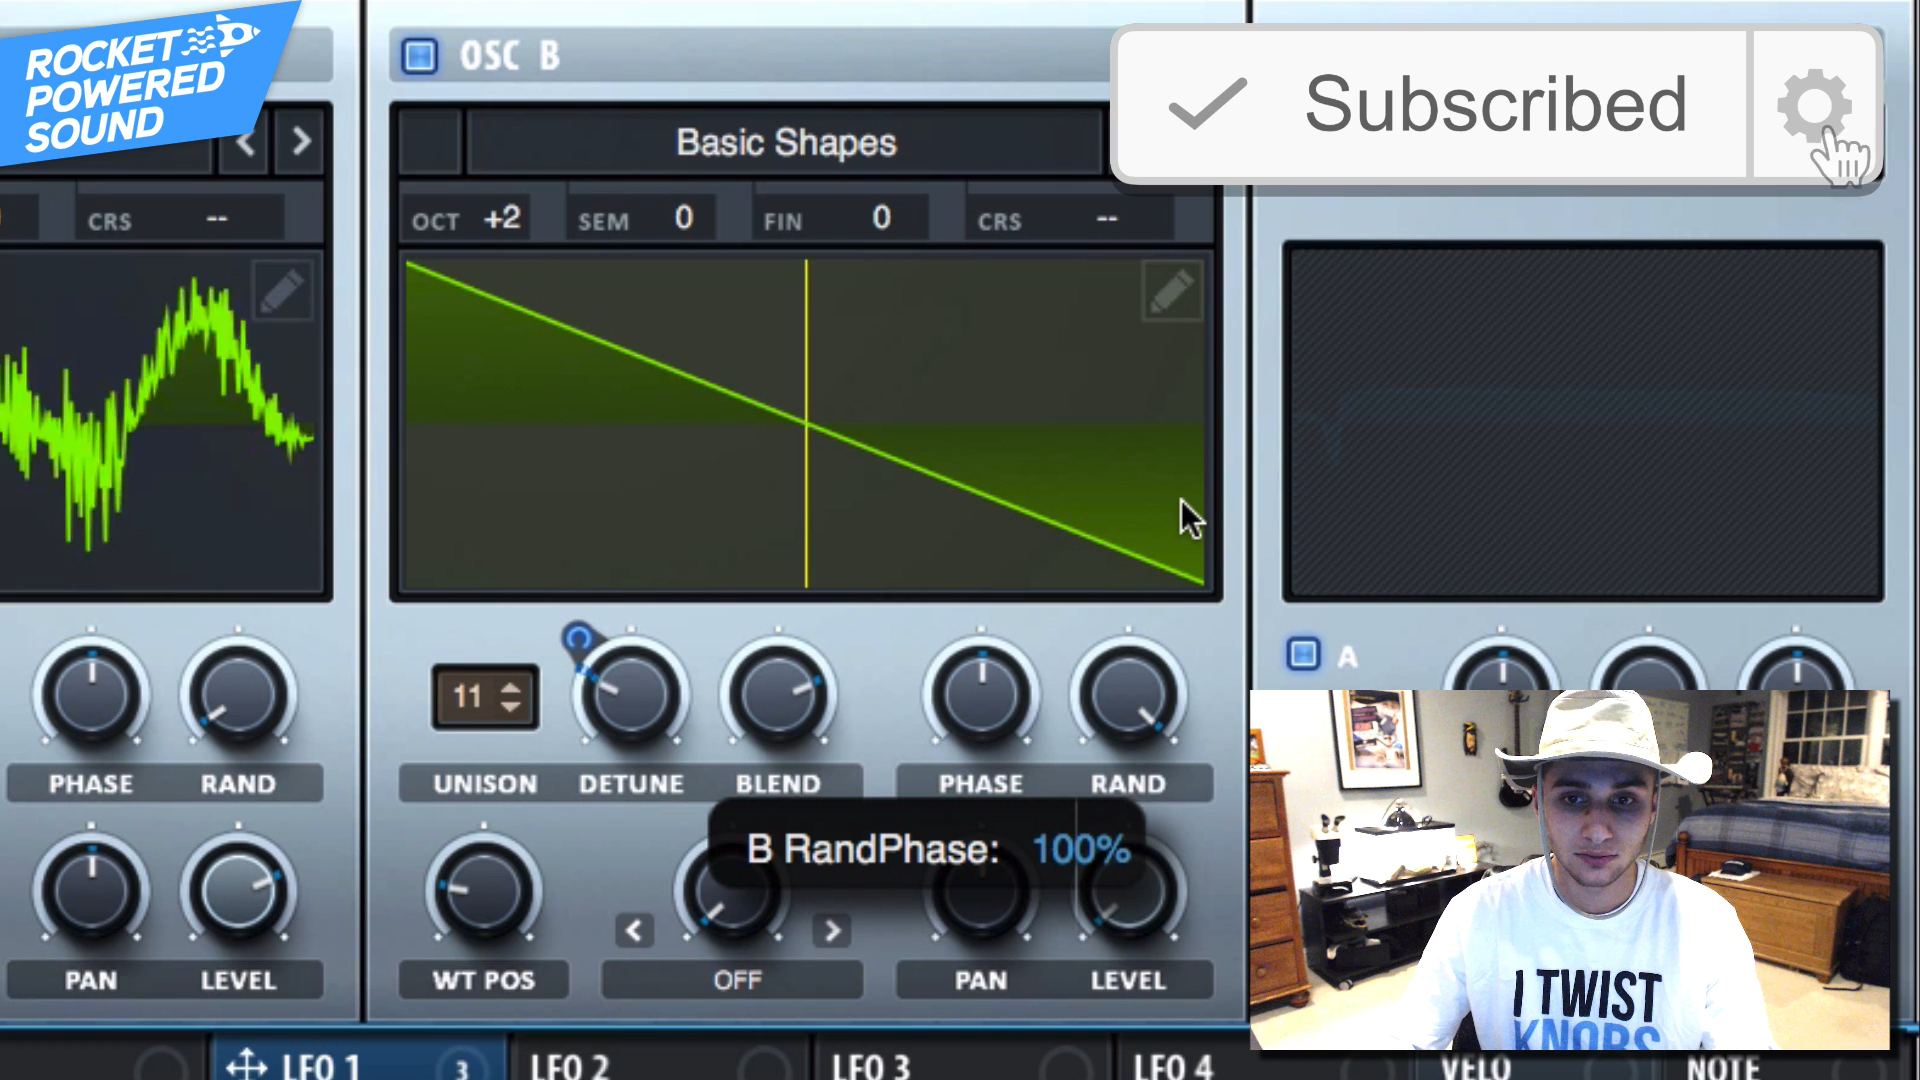 ROCKET
POWERED
SOUND
OSC B
Subscribed
Basic Shapes
CRS --
OCT +2 SEM 0 FIN 0 CRS --
A
11
PHASE RAND UNISON DETUNE BLEND PHASE RAND
B RandPhase: 100%
PAN LEVEL WT POS OFF PAN LEVEL
I TWIST
KNOBS
LFO 1 3 LFO 2 LFO 3 LFO 4 VELO NOTE